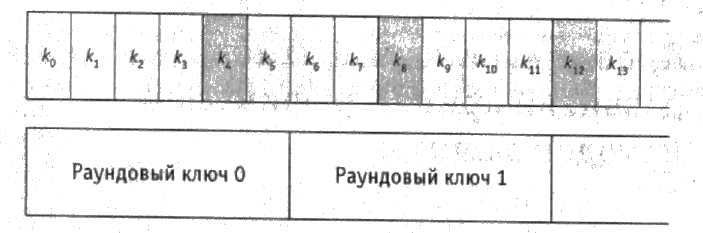 k₀ k₁ k₂ k₃ k₄ k₅ k₆ k₇ k₈ k₉ k₁₀ k₁₁ k₁₂ k₁₃
Раундовый ключ 0 Раундовый ключ 1